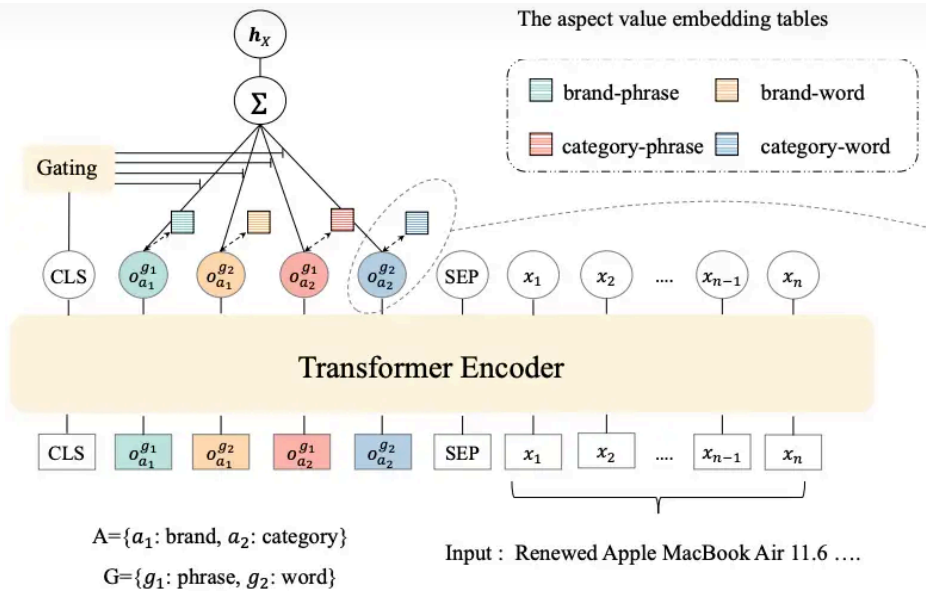 The aspect value embedding tables
h_X
Σ
brand-phrase brand-word
category-phrase category-word
Gating
CLS o_{a_1}^{g_1} o_{a_1}^{g_2} o_{a_2}^{g_1} o_{a_2}^{g_2} SEP x_1 x_2 .... x_{n-1} x_n
Transformer Encoder
CLS o_{a_1}^{g_1} o_{a_1}^{g_2} o_{a_2}^{g_1} o_{a_2}^{g_2} SEP x_1 x_2 .... x_{n-1} x_n
A={a_1: brand, a_2: category}
G={g_1: phrase, g_2: word}
Input : Renewed Apple MacBook Air 11.6 ....